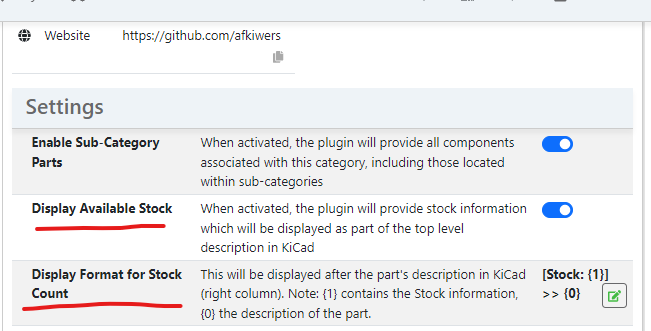 Website https://github.com/afkiwers
Settings
Enable Sub-Category When activated, the plugin will provide all components
Parts associated with this category, including those located
within sub-categories
Display Available Stock When activated, the plugin will provide stock information
which will be displayed as part of the top level
description in KiCad
Display Format for Stock This will be displayed after the part's description in KiCad [Stock: {1}]
Count (right column). Note: {1} contains the Stock information, >> {0}
{0} the description of the part.